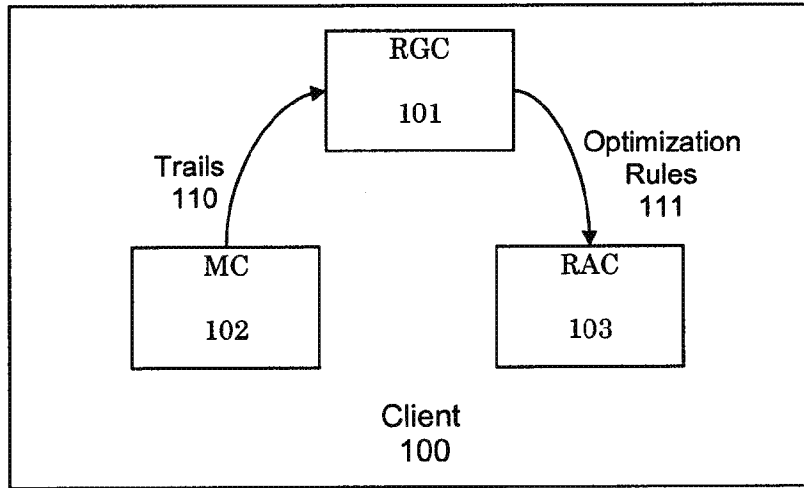 RGC
101
Trails
110
Optimization
Rules
111
MC
102
RAC
103
Client
100